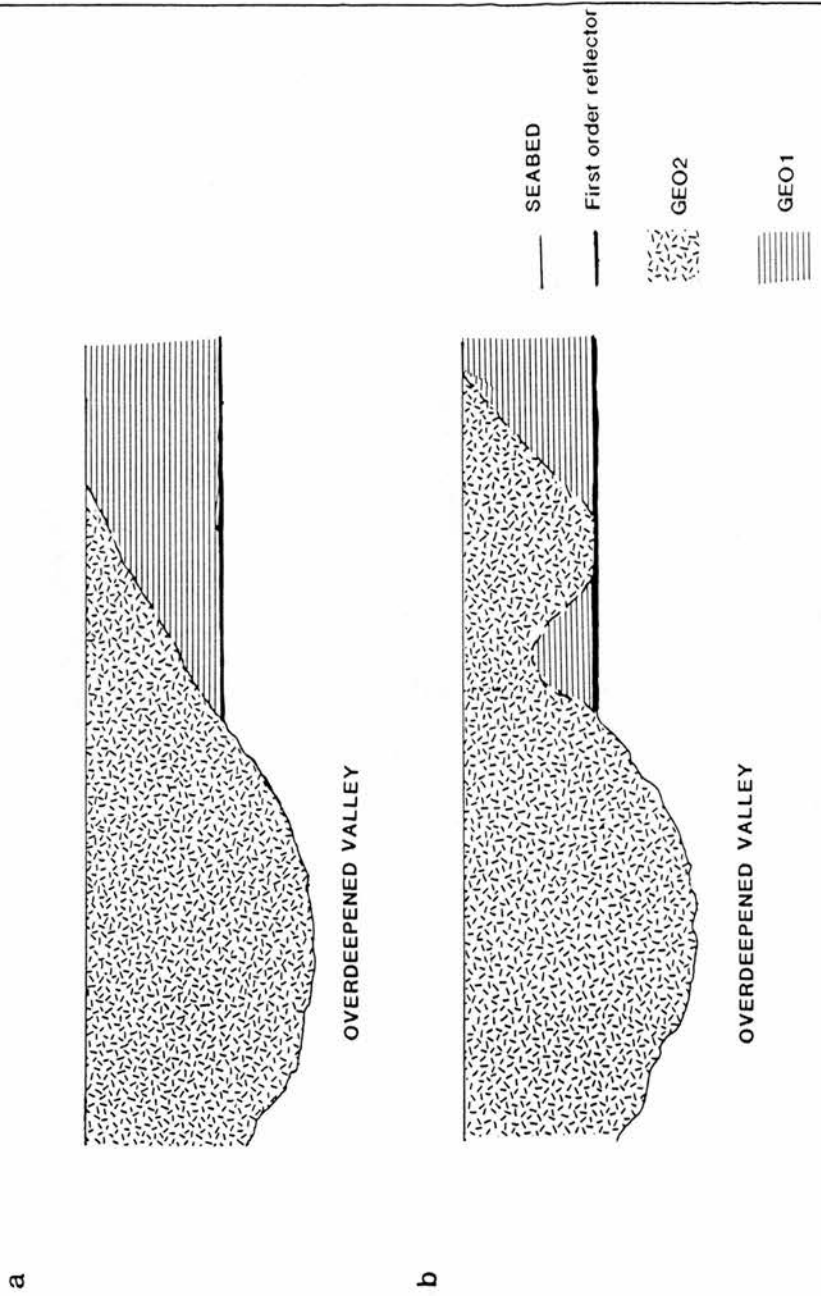 a
OVERDEEPENED VALLEY
b
OVERDEEPENED VALLEY
SEABED
First order reflector
GEO2
GEO1